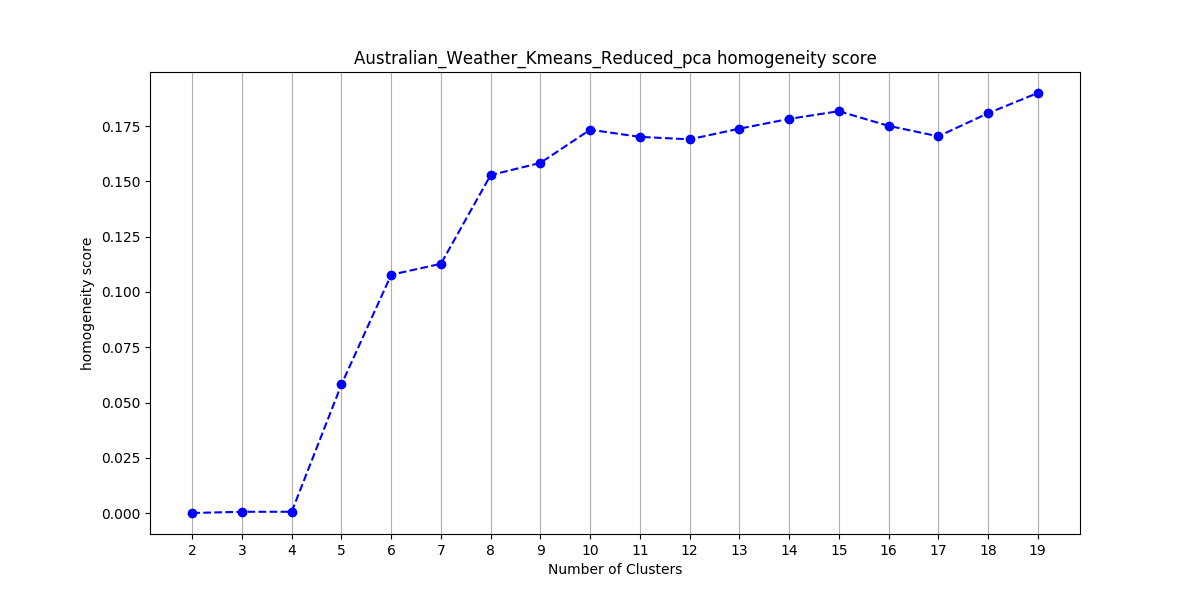 Australian_Weather_Kmeans_Reduced_pca homogeneity score
homogeneity score
0.175
0.150
0.125
0.100
0.075
0.050
0.025
0.000
2 3 4 5 6 7 8 9 10 11 12 13 14 15 16 17 18 19
Number of Clusters